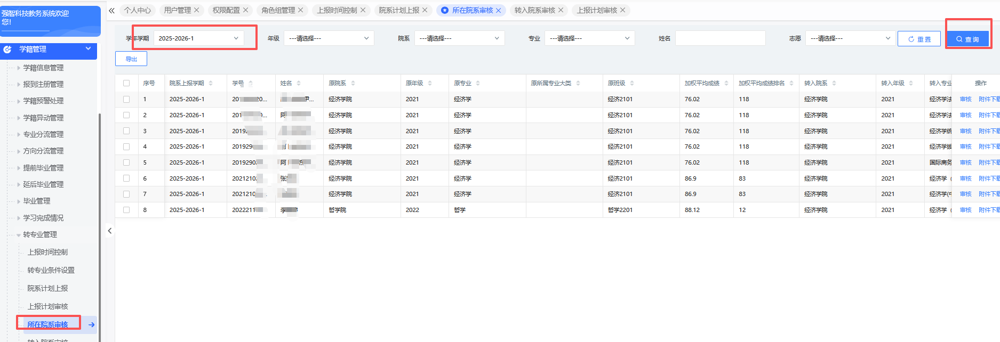 强智科技教务系统欢迎
您!
个人中心 用户管理 权限配置 角色组管理 上报时间控制 院系计划上报 所在院系审核 转入院系审核 上报计划审核
学年学期 2025-2026-1 年级 ---请选择--- 院系 ---请选择--- 专业 ---请选择--- 姓名 志愿 ---请选择--- 重置 查询
导出
学籍管理
学籍信息管理
报到注册管理
学籍预警处理
学籍异动管理
专业分流管理
方向分流管理
提前毕业管理
延后毕业管理
毕业管理
学习完成情况
转专业管理
上报时间控制
转专业条件设置
院系计划上报
上报计划审核
所在院系审核
转入院系审核
序号 院系上报学期 学号 姓名 原院系 原年级 原专业 原所属专业大类 原班级 加权平均成绩 加权平均成绩排名 转入院系 转入年级 转入专业 操作
1 2025-2026-1 201 20... 伊... 经济学院 2021 经济学 经济2101 76.02 118 经济学院 2021 经济学 审核 附件下载
2 2025-2026-1 201 0... 阿 经济学院 2021 经济学 经济2101 76.02 118 经济学院 2021 经济学 审核 附件下载
3 2025-2026-1 2019 经济学院 2021 经济学 经济2101 76.02 118 经济学院 2021 经济学 审核 附件下载
4 2025-2026-1 201929 经济学院 2021 经济学 经济2101 76.02 118 经济学院 2021 经济学 审核 附件下载
5 2025-2026-1 2019290 阿 热 经济学院 2021 经济学 经济2101 76.02 118 经济学院 2021 国际商务 审核 附件下载
6 2025-2026-1 2021210 张 经济学院 2021 经济学 经济2101 86.9 83 经济学院 2021 经济学 ( 审核 附件下载
7 2025-2026-1 2021210 经济学院 2021 经济学 经济2101 86.9 83 经济学院 2021 经济学( 审核 附件下载
8 2025-2026-1 2022211 李 哲学院 2022 哲学 哲学2201 88.12 12 经济学院 2021 经济学 ( 审核 附件下载